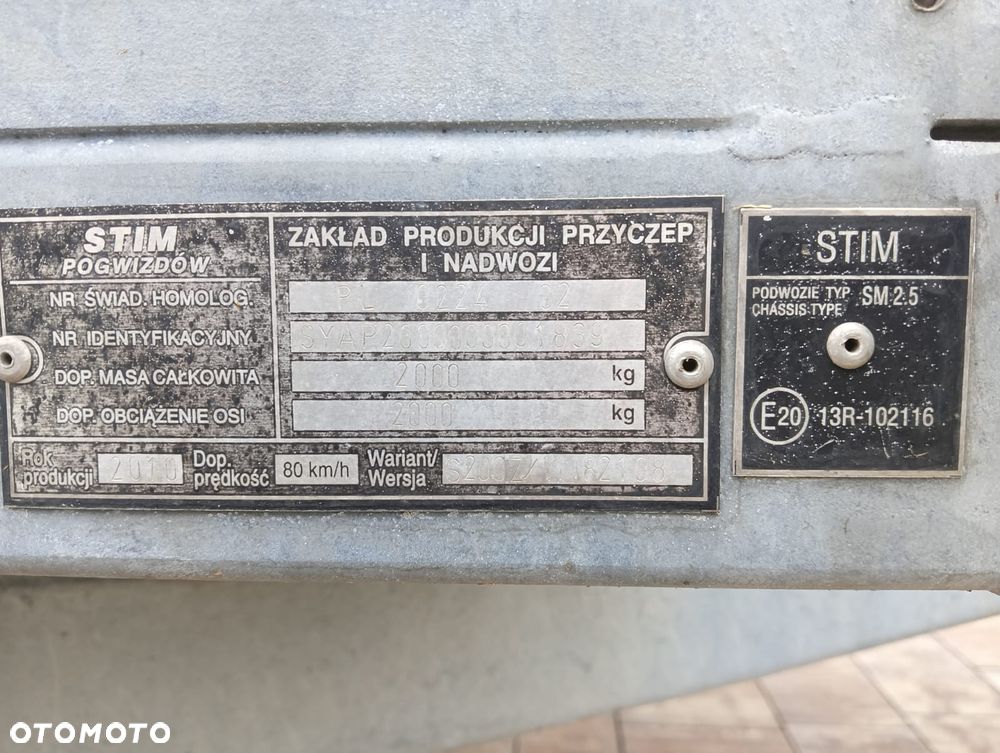 STIM
POGWIZDÓW
ZAKŁAD PRODUKCJI PRZYCZEP
I NADWOZI
NR ŚWIAD. HOMOLOG. PL 0224 02
NR IDENTYFIKACYJNY
DOP. MASA CAŁKOWITA 2000 kg
DOP. OBCIĄŻENIE OSI 2000 kg
Rok
produkcji 2010
Dop.
prędkość 80 km/h
Wariant/
Wersja
STIM
PODWOZIE TYP SM 2.5
CHASSIS TYPE
E20 13R-102116
OTOMOTO